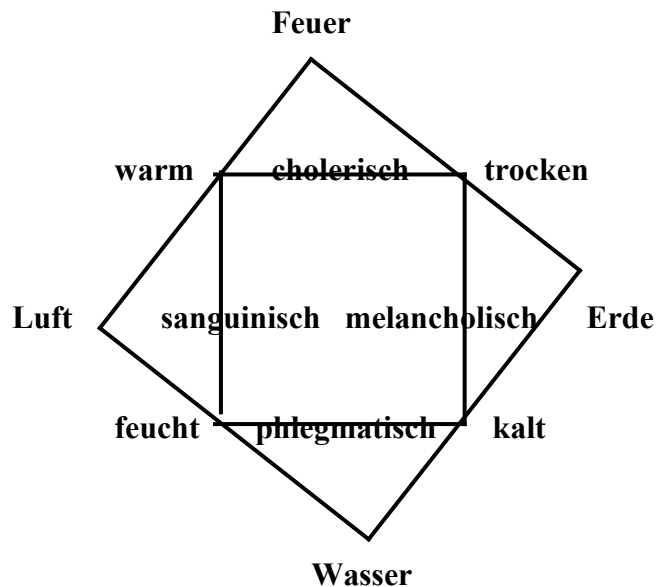 Feuer
warm cholerisch trocken
Luft sanguinisch melancholisch Erde
feucht phlegmatisch kalt
Wasser